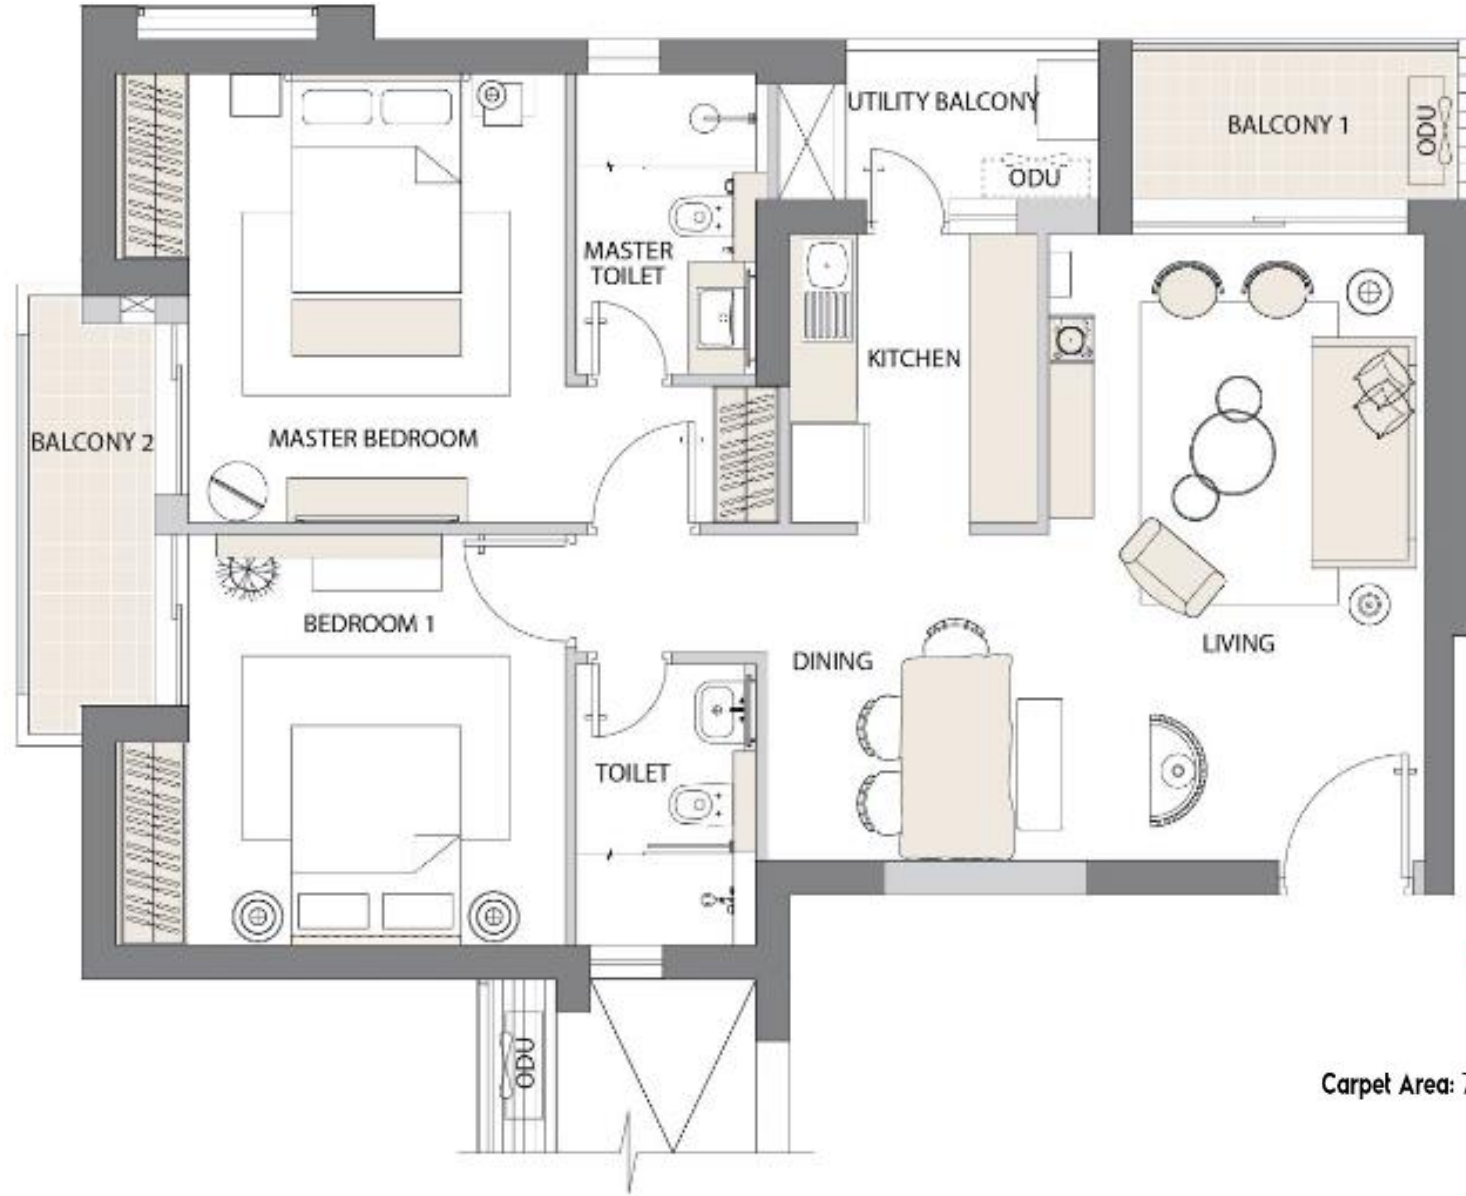 UTILITY BALCONY
BALCONY 1
ODU
ODU
MASTER
TOILET
KITCHEN
BALCONY 2
MASTER BEDROOM
BEDROOM 1
DINING
LIVING
TOILET
ODU
Carpet Area: 7